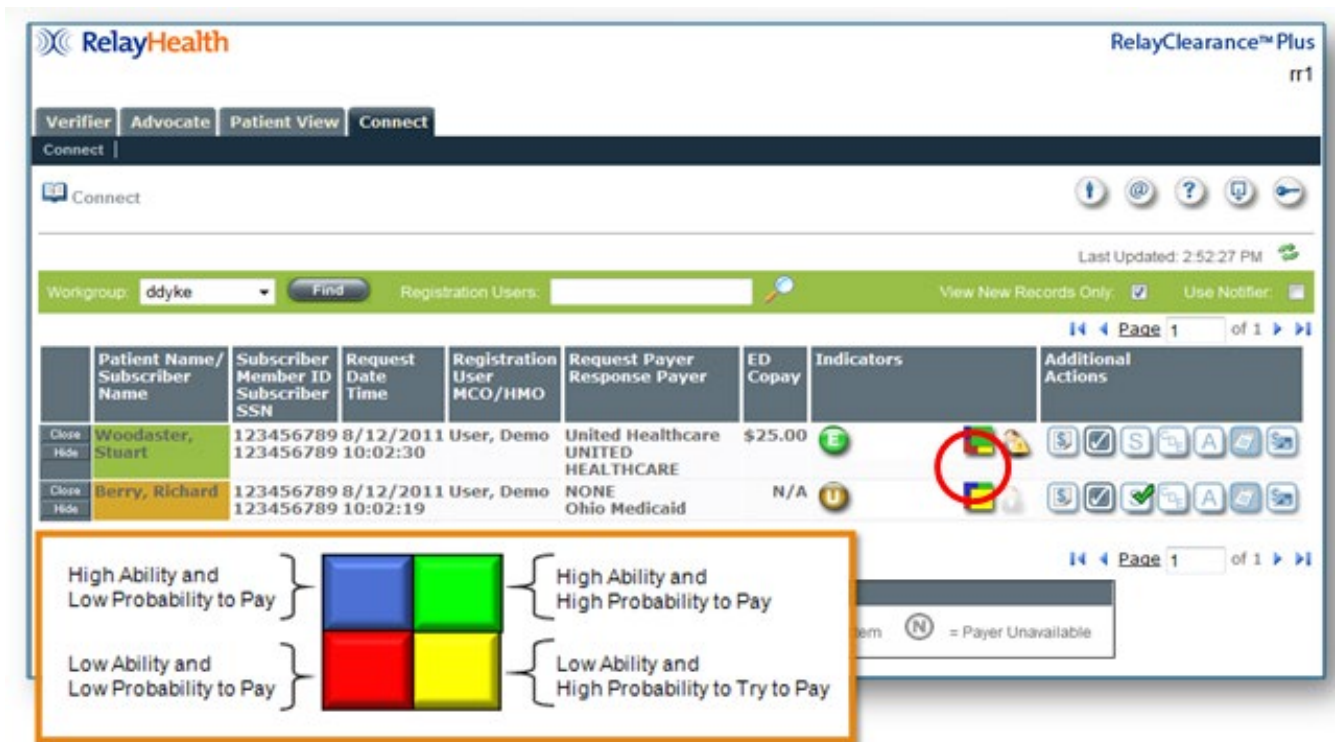 RelayHealth
RelayClearance™ Plus
rr1
Verifier Advocate Patient View Connect
Connect |
Connect
Last Updated: 2:52:27 PM
Workgroup: ddyke Find Registration Users: View New Records Only: Use Notifier:
Page 1 of 1
Patient Name/ Subscriber Name
Subscriber Member ID Subscriber SSN
Request Date Time
Registration User MCO/HMO
Request Payer Response Payer
ED Copay
Indicators
Additional Actions
Close Woodaster, 123456789 8/12/2011 User, Demo United Healthcare $25.00 E S A
Hide Stuart 123456789 10:02:30 UNITED
HEALTHCARE
Close Berry, Richard 123456789 8/12/2011 User, Demo NONE N/A U A
Hide 123456789 10:02:19 Ohio Medicaid
Page 1 of 1
N = Payer Unavailable
High Ability and
Low Probability to Pay
High Ability and
High Probability to Pay
Low Ability and
Low Probability to Pay
Low Ability and
High Probability to Try to Pay